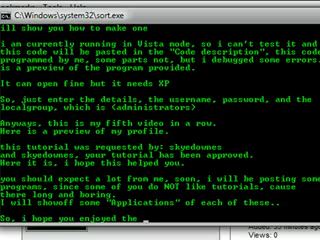 C:\Windows\system32\sort.exe
ill show you how to make one
i am currently running in Vista mode, so i can't test it and
this code will be pasted in the "Code description", this cod
programmed by me, some parts not, but i debugged some errors.
is a preview of the program provided.
It can open fine but it needs XP
So, just enter the details, the username, password, and the
localgroup, which is <administrators>
Anyways, this is my fifth video in a row.
Here is a preview of my profile.
this tutorial was requested by: skyedownes
and skyedownes, your tutorial has been approved.
Here it is, i hope this helped you.
you should expect a lot from me, soon, i will be posting some
programs, since some of you do NOT like tutorials, cause
there long and boring.
I will showoff some "Applications" of each of these..
So, i hope you enjoyed the
Views: 0